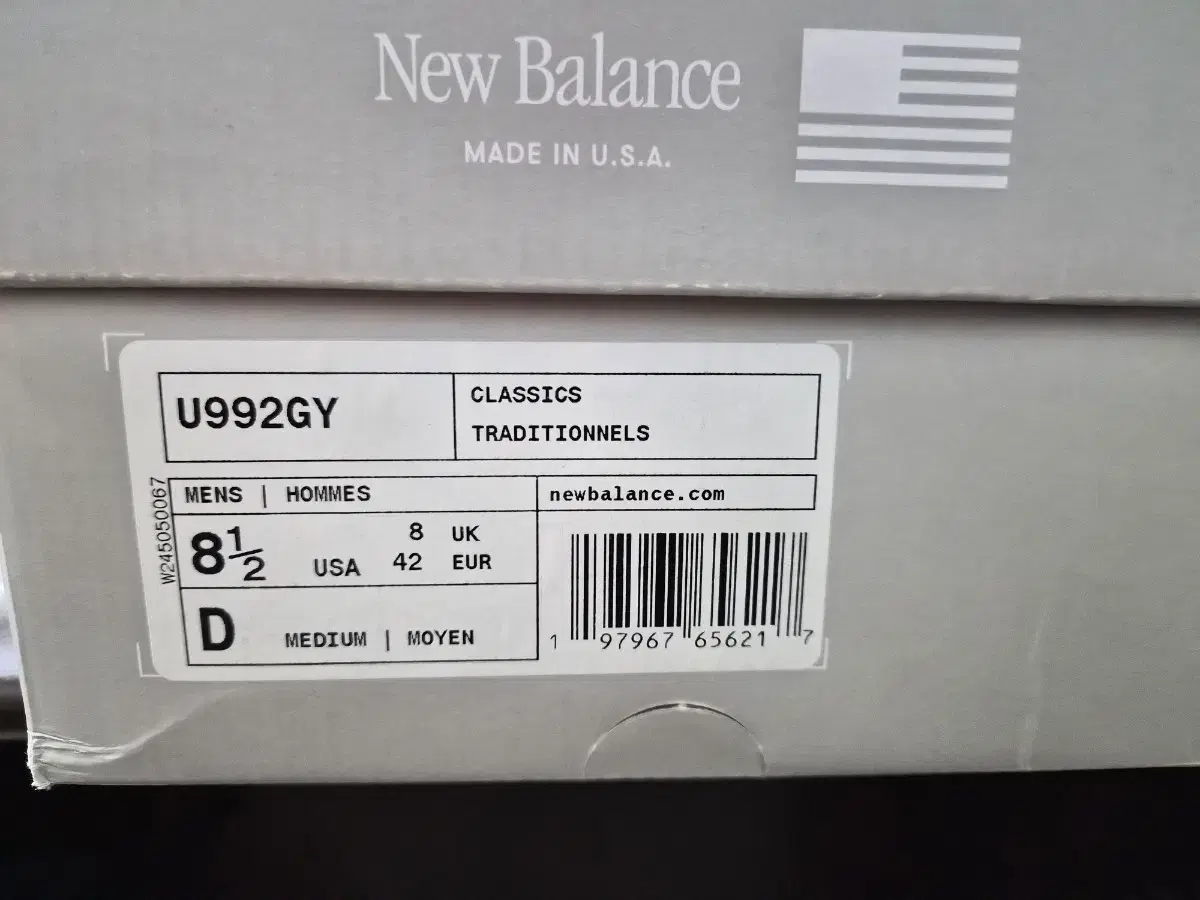 New Balance
MADE IN U.S.A.
U992GY
CLASSICS
TRADITIONNELS
MENS | HOMMES
newbalance.com
8½ USA
8 UK
42 EUR
D MEDIUM | MOYEN
W245050067
1 97967 65621 7